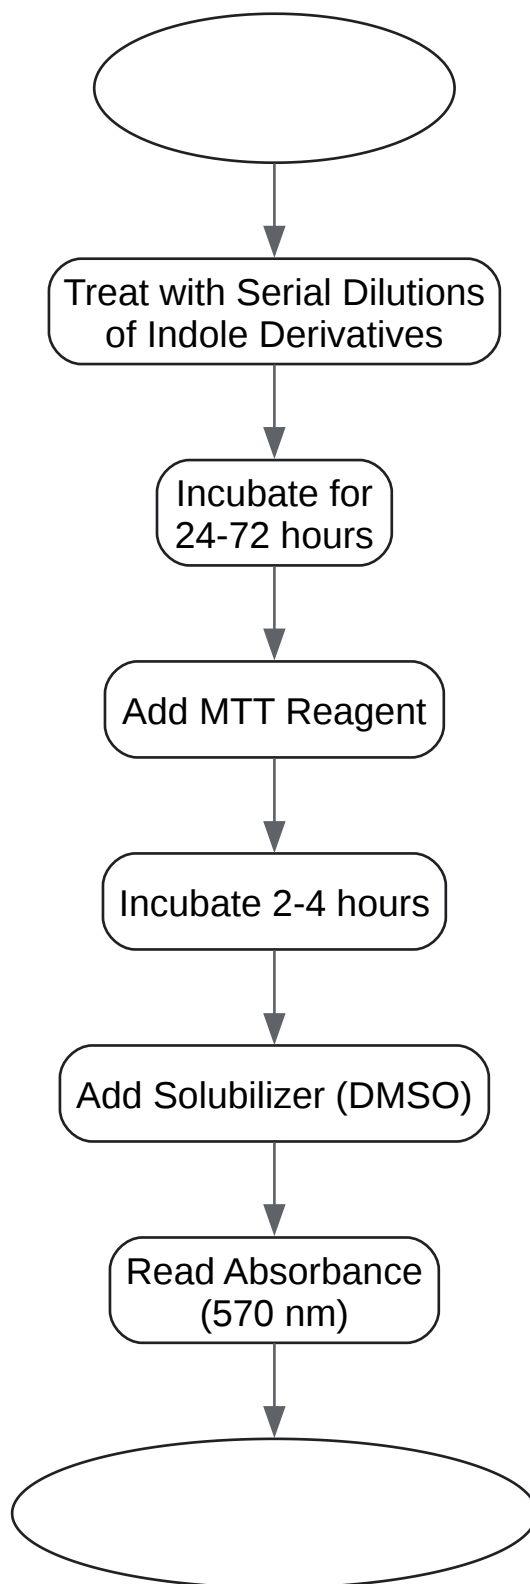 Treat with Serial Dilutions
of Indole Derivatives
Incubate for
24-72 hours
Add MTT Reagent
Incubate 2-4 hours
Add Solubilizer (DMSO)
Read Absorbance
(570 nm)